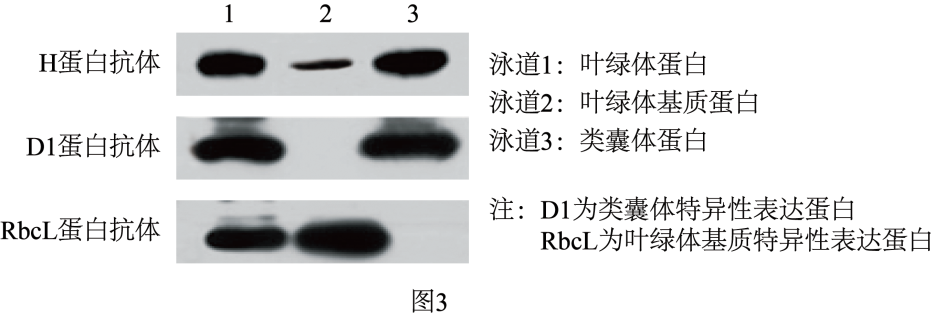 1 2 3
H蛋白抗体
泳道1：叶绿体蛋白
泳道2：叶绿体基质蛋白
D1蛋白抗体
泳道3：类囊体蛋白
RbcL蛋白抗体
注：D1为类囊体特异性表达蛋白
RbcL为叶绿体基质特异性表达蛋白
图3